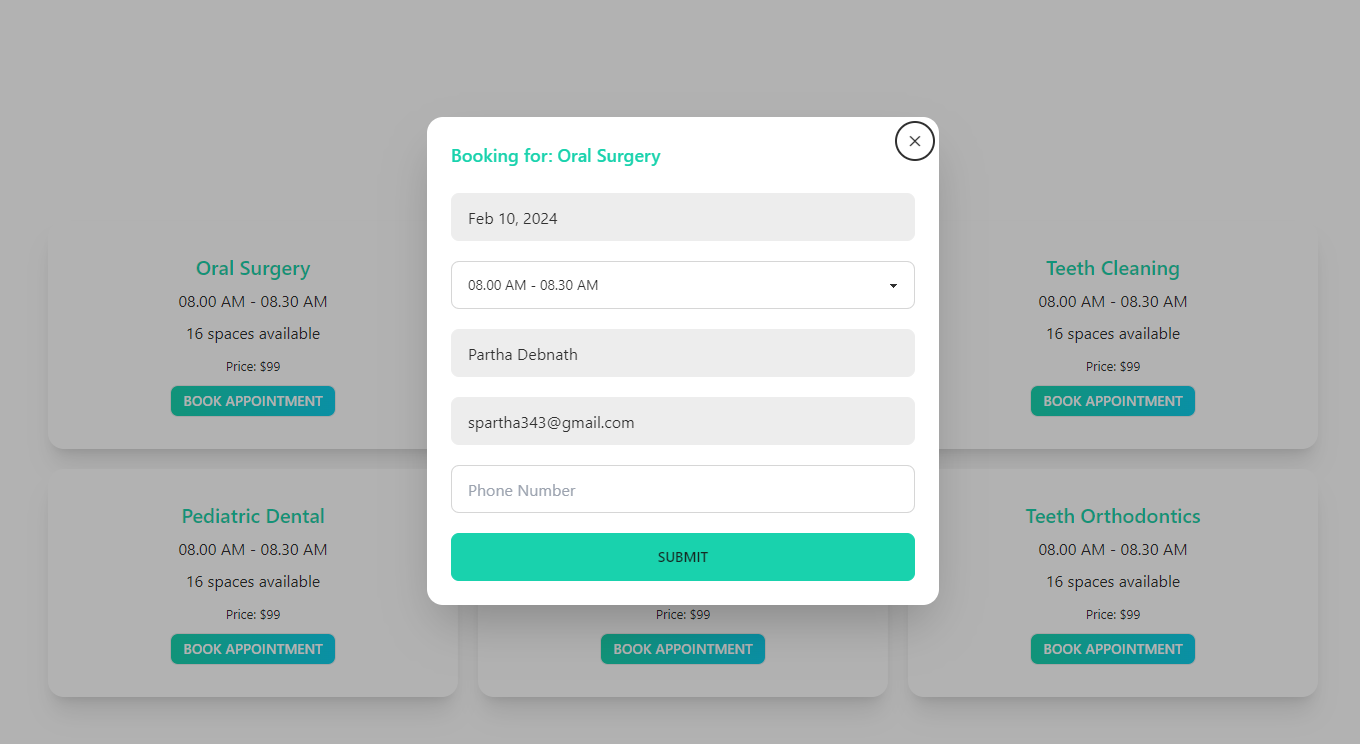 Booking for: Oral Surgery
Feb 10, 2024
08.00 AM - 08.30 AM
Partha Debnath
spartha343@gmail.com
Phone Number
SUBMIT
Oral Surgery
08.00 AM - 08.30 AM
16 spaces available
Price: $99
BOOK APPOINTMENT
Teeth Cleaning
08.00 AM - 08.30 AM
16 spaces available
Price: $99
BOOK APPOINTMENT
Pediatric Dental
08.00 AM - 08.30 AM
16 spaces available
Price: $99
BOOK APPOINTMENT
Price: $99
BOOK APPOINTMENT
Teeth Orthodontics
08.00 AM - 08.30 AM
16 spaces available
Price: $99
BOOK APPOINTMENT